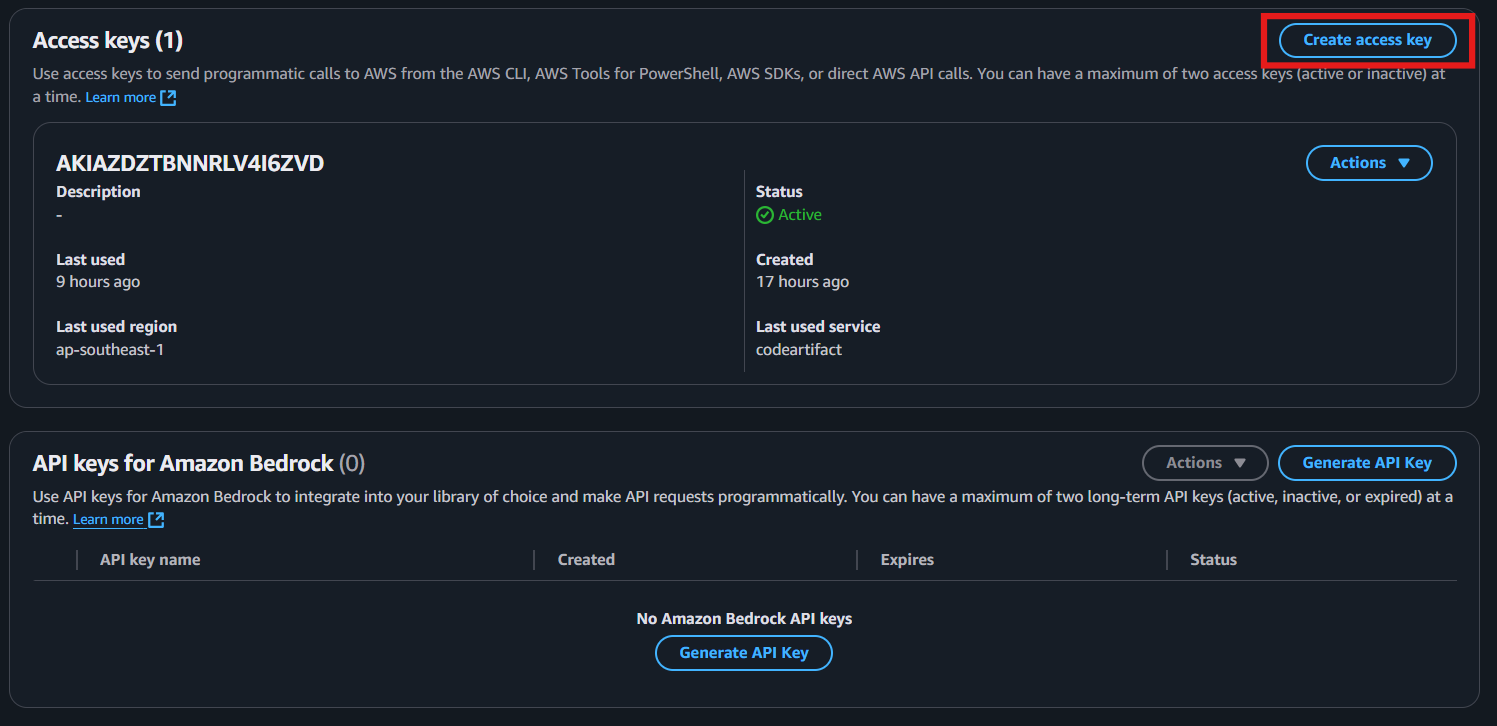 Access keys (1)
Create access key
Use access keys to send programmatic calls to AWS from the AWS CLI, AWS Tools for PowerShell, AWS SDKs, or direct AWS API calls. You can have a maximum of two access keys (active or inactive) at
a time. Learn more
AKIAZDZTBNNRLV4I6ZVD
Actions
Description
-
Status
Active
Last used
9 hours ago
Created
17 hours ago
Last used region
ap-southeast-1
Last used service
codeartifact
API keys for Amazon Bedrock (0)
Actions
Generate API Key
Use API keys for Amazon Bedrock to integrate into your library of choice and make API requests programmatically. You can have a maximum of two long-term API keys (active, inactive, or expired) at a
time. Learn more
API key name
Created
Expires
Status
No Amazon Bedrock API keys
Generate API Key